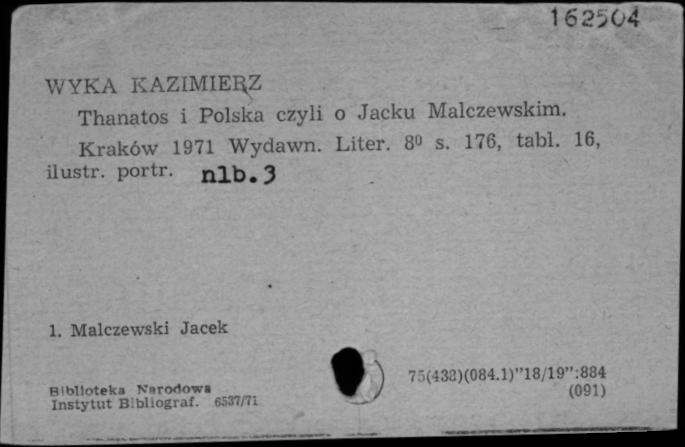 162504
WYKA KAZIMIERZ
Thanatos i Polska czyli o Jacku Malczewskim.
Kraków 1971 Wydawn. Liter. 8⁰ s. 176, tabl. 16,
ilustr. portr. nlb.3
1. Malczewski Jacek
75(438)(084.1)"18/19":884
(091)
Biblioteka Narodowa
Instytut Bibliograf. 6537/71